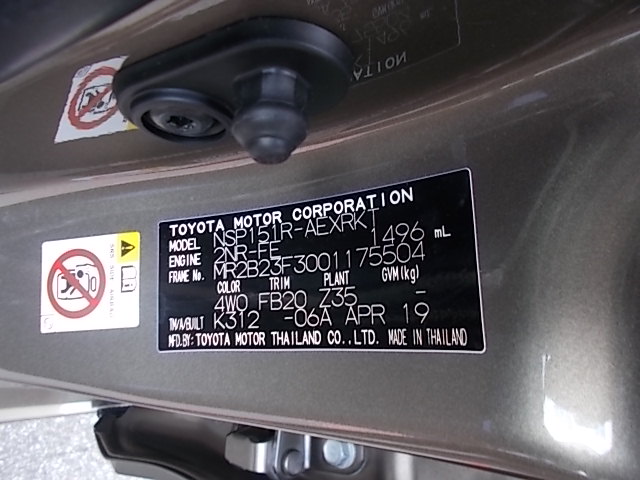 TOYOTA MOTOR CORPORATION
MODEL NSP151R-AEXRKT
ENGINE 2NR-FE 1496 mL
FRAME No. MR2B23F3001175504
COLOR TRIM PLANT GVM(kg)
4W0 FB20 Z35 -
TM/A/BUILT K312 -06A APR 19
MFD.BY:TOYOTA MOTOR THAILAND CO.,LTD. MADE IN THAILAND